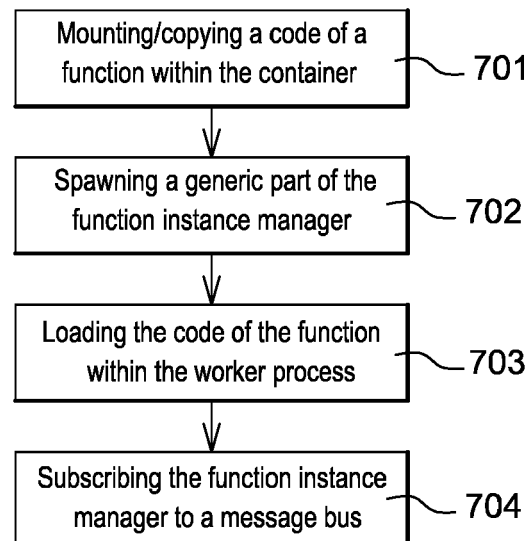 Mounting/copying a code of a
function within the container
701
Spawning a generic part of the
function instance manager
702
Loading the code of the function
within the worker process
703
Subscribing the function instance
manager to a message bus
704